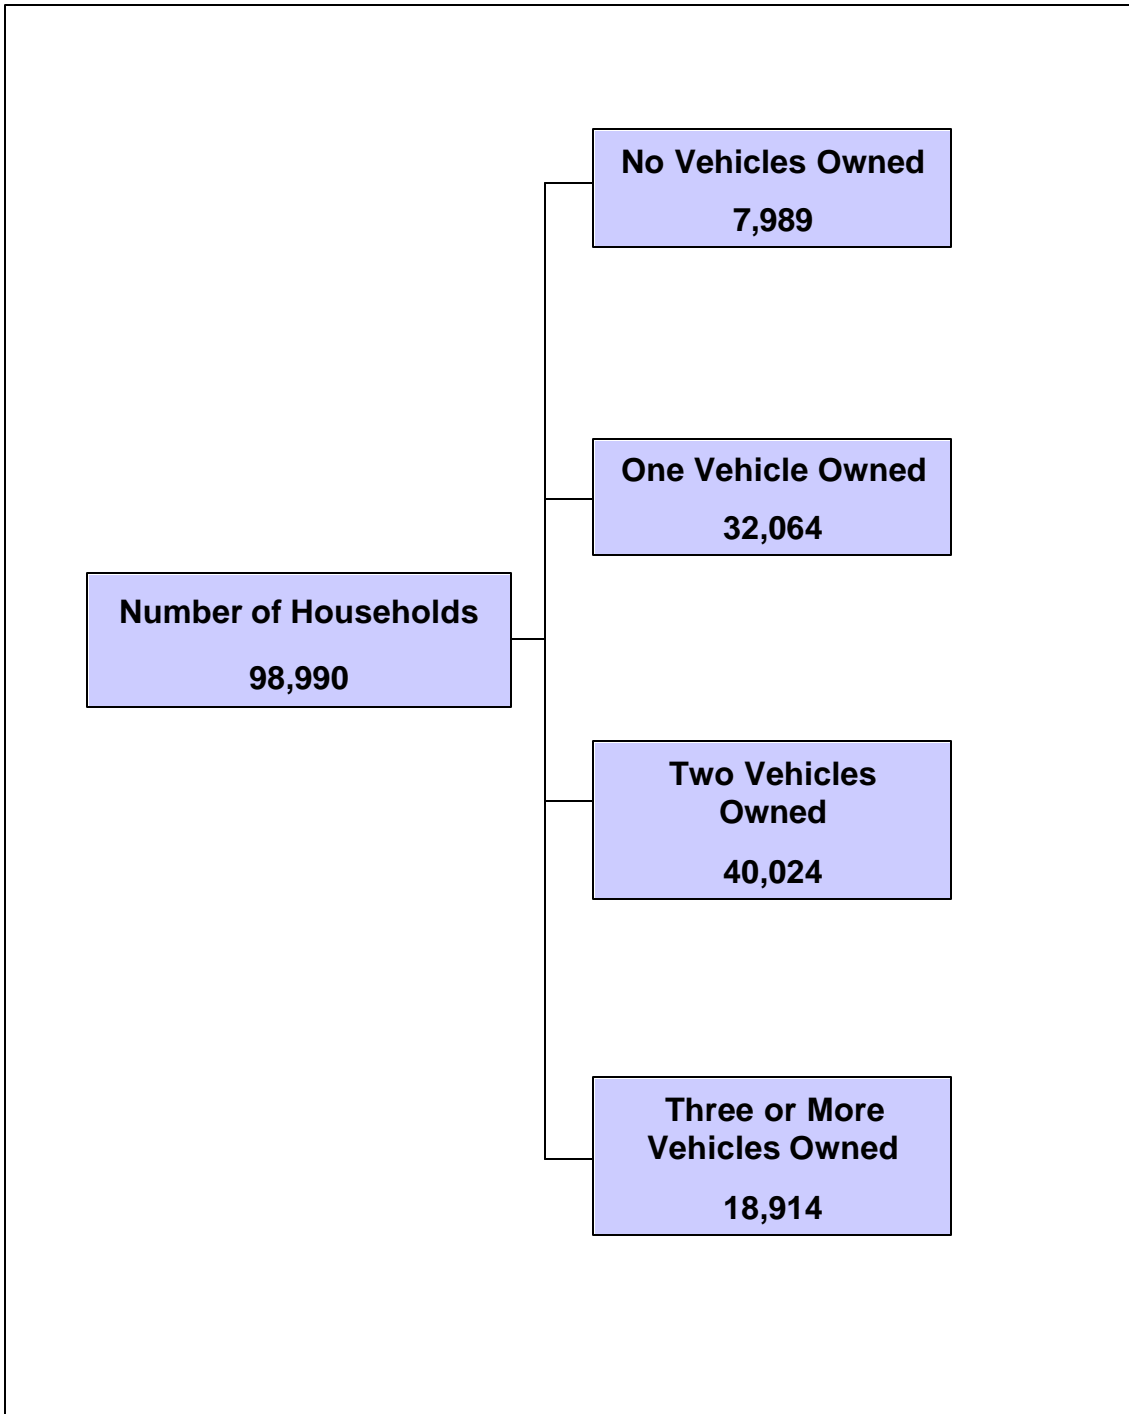 No Vehicles Owned
7,989
One Vehicle Owned
32,064
Number of Households
98,990
Two Vehicles
Owned
40,024
Three or More
Vehicles Owned
18,914